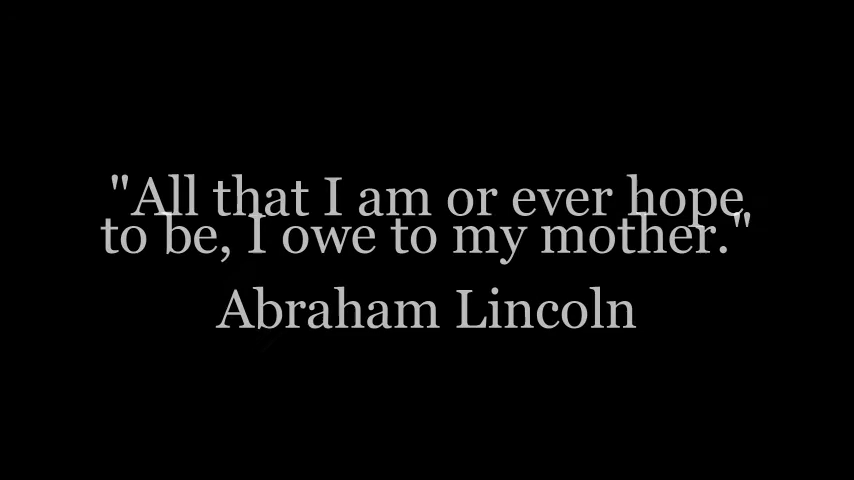 "All that I am or ever hope
to be, I owe to my mother."
Abraham Lincoln